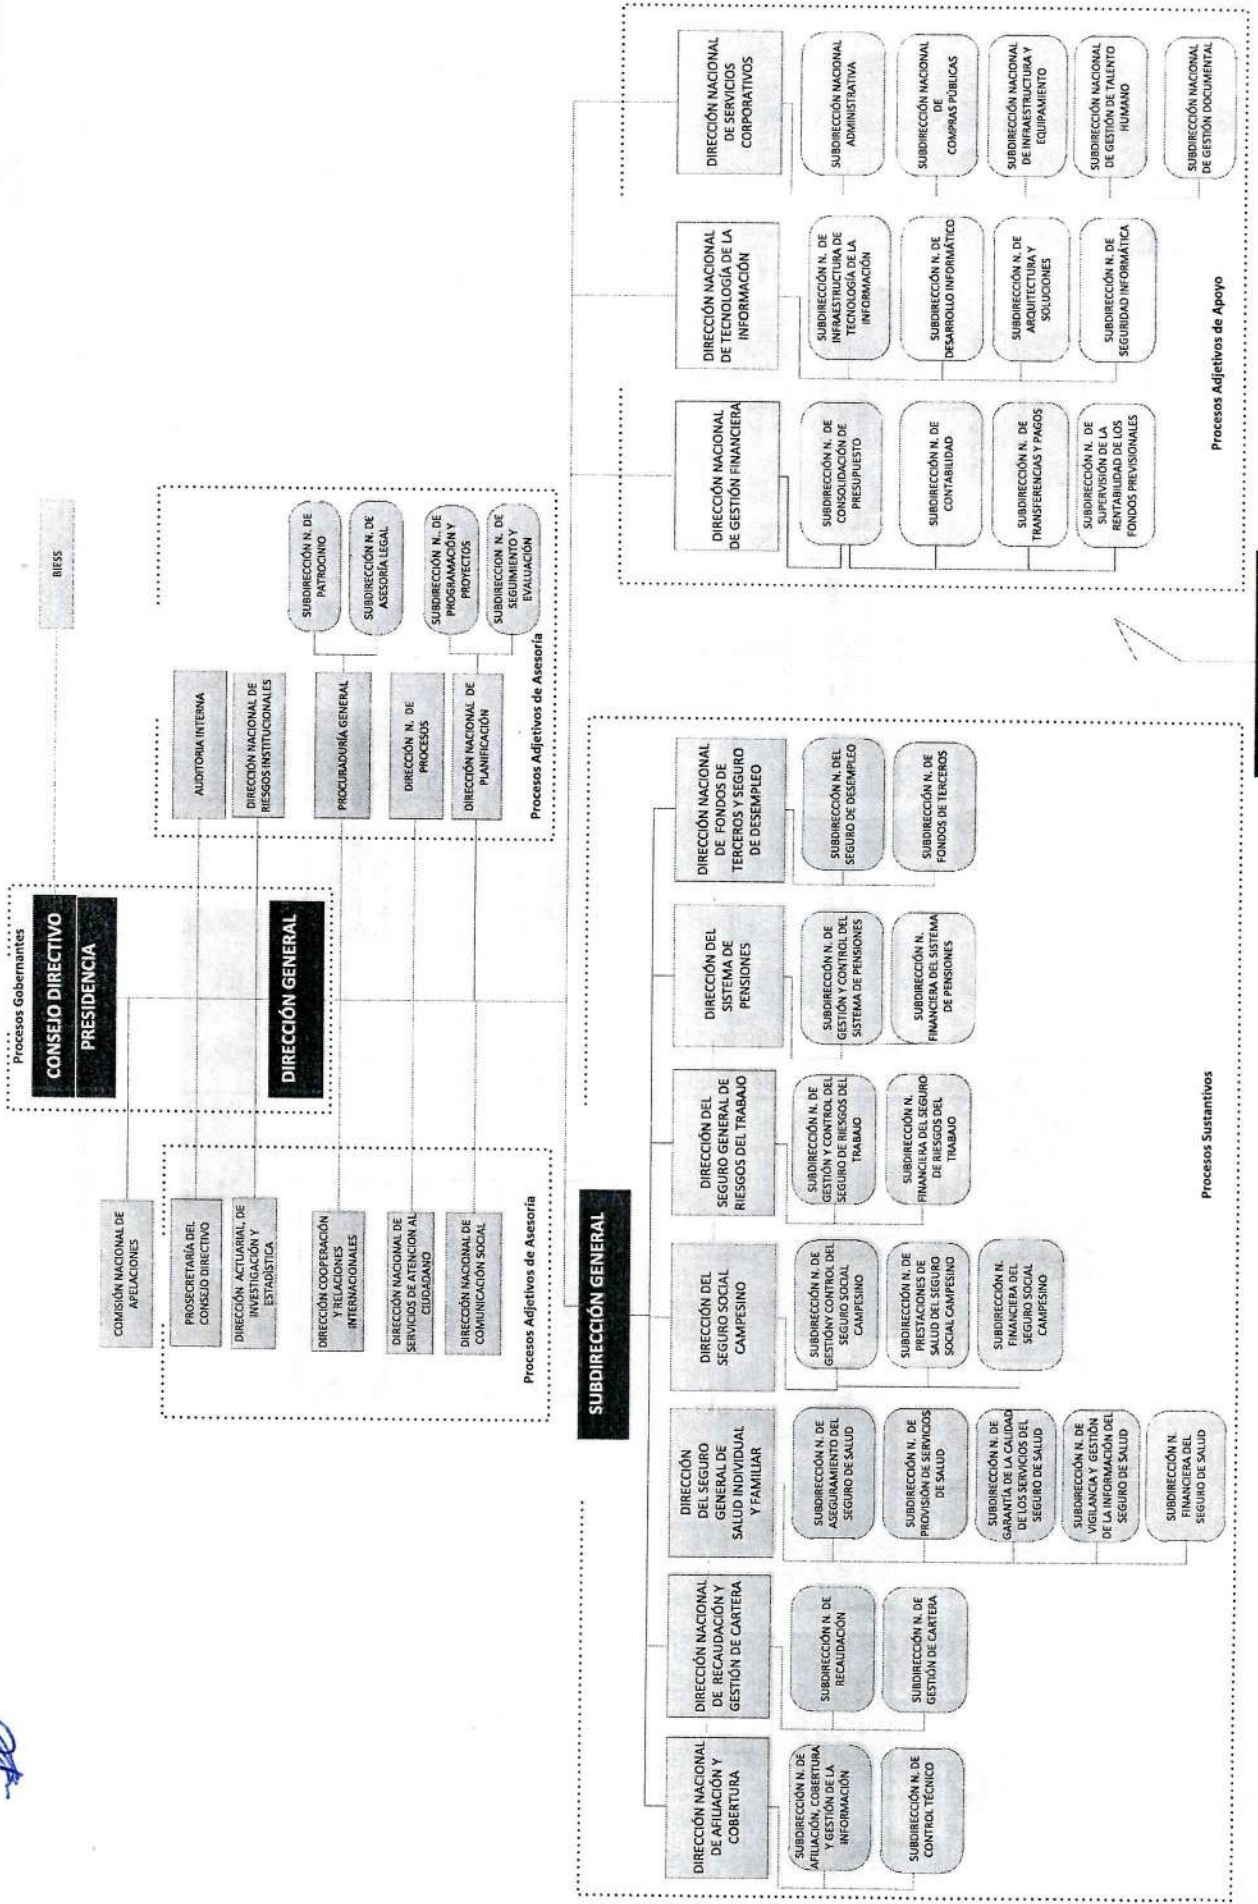 Procesos Gobernantes
CONSEJO DIRECTIVO
PRESIDENCIA
BIESS
COMISIÓN NACIONAL DE
APELACIONES
DIRECCIÓN GENERAL
PROSECRETARÍA DEL
CONSEJO DIRECTIVO
DIRECCIÓN ACTUARIAL, DE
INVESTIGACIÓN Y
ESTADÍSTICA
DIRECCIÓN COOPERACIÓN
Y RELACIONES
INTERNACIONALES
DIRECCIÓN NACIONAL DE
SERVICIOS DE ATENCION AL
CIUDADANO
DIRECCIÓN NACIONAL DE
COMUNICACIÓN SOCIAL
Procesos Adjetivos de Asesoría
AUDITORIA INTERNA
DIRECCIÓN NACIONAL DE
RIESGOS INSTITUCIONALES
PROCURADURÍA GENERAL
SUBDIRECCIÓN N. DE
PATROCINIO
SUBDIRECCIÓN N. DE
ASESORÍA LEGAL
DIRECCIÓN N. DE
PROCESOS
DIRECCIÓN NACIONAL DE
PLANIFICACIÓN
SUBDIRECCIÓN N.. DE
PROGRAMACIÓN Y
PROYECTOS
SUBDIRECCION N. DE
SEGUIMIENTO Y
EVALUACIÓN
Procesos Adjetivos de Asesoría
SUBDIRECCIÓN GENERAL
DIRECCIÓN NACIONAL
DE AFILIACIÓN Y
COBERTURA
SUBDIRECCIÓN N. DE
AFILIACIÓN, COBERTURA
Y GESTIÓN DE LA
INFORMACIÓN
SUBDIRECCIÓN N. DE
CONTROL TÉCNICO
DIRECCIÓN NACIONAL
DE RECAUDACIÓN Y
GESTIÓN DE CARTERA
SUBDIRECCIÓN N. DE
RECAUDACIÓN
SUBDIRECCIÓN N. DE
GESTIÓN DE CARTERA
DIRECCIÓN
DEL SEGURO
GENERAL DE
SALUD INDIVIDUAL
Y FAMILIAR
SUBDIRECCIÓN N. DE
ASEGURAMIENTO DEL
SEGURO DE SALUD
SUBDIRECCIÓN N. DE
PROVISIÓN DE SERVICIOS
DE SALUD
SUBDIRECCIÓN N. DE
GARANTÍA DE LA CALIDAD
DE LOS SERVICIOS DEL
SEGURO DE SALUD
SUBDIRECCIÓN N. DE
VIGILANCIA Y GESTIÓN
DE LA INFORMACIÓN DEL
SEGURO DE SALUD
SUBDIRECCIÓN N.
FINANCIERA DEL
SEGURO DE SALUD
DIRECCIÓN DEL
SEGURO SOCIAL
CAMPESINO
SUBDIRECCIÓN N. DE
GESTIÓNY CONTROL DEL
SEGURO SOCIAL
CAMPESINO
SUBDIRECCIÓN N. DE
PRESTACIONES DE
SALUD DEL SEGURO
SOCIAL CAMPESINO
SUBDIRECCIÓN N.
FINANCIERA DEL
SEGURO SOCIAL
CAMPESINO
DIRECCIÓN DEL
SEGURO GENERAL DE
RIESGOS DEL TRABAJO
SUBDIRECCIÓN N. DE
GESTIÓN Y CONTROL DEL
SEGURO DE RIESGOS DEL
TRABAJO
SUBDIRECCIÓN N.
FINANCIERA DEL SEGURO
DE RIESGOS DEL
TRABAJO
DIRECCIÓN DEL
SISTEMA DE
PENSIONES
SUBDIRECCIÓN N. DE
GESTIÓN Y CONTROL DEL
SISTEMA DE PENSIONES
SUBDIRECCIÓN N.
FINANCIERA DEL SISTEMA
DE PENSIONES
DIRECCIÓN NACIONAL
DE FONDOS DE
TERCEROS Y SEGURO
DE DESEMPLEO
SUBDIRECCIÓN N. DEL
SEGURO DE DESEMPLEO
SUBDIRECCIÓN N. DE
FONDOS DE TERCEROS
Procesos Sustantivos
DIRECCIÓN NACIONAL
DE GESTIÓN FINANCIERA
SUBDIRECCIÓN N. DE
CONSOLIDACIÓN DE
PRESUPUESTO
SUBDIRECCIÓN N. DE
CONTABILIDAD
SUBDIRECCIÓN N. DE
TRANSFERENCIAS Y PAGOS
SUBDIRECCIÓN N. DE
SUPERVISIÓN DE LA
RENTABILIDAD DE LOS
FONDOS PREVISIONALES
DIRECCIÓN NACIONAL
DE TECNOLOGÍA DE LA
INFORMACIÓN
SUBDIRECCIÓN N. DE
INFRAESTRUCTURA DE
TECNOLOGÍA DE LA
INFORMACIÓN
SUBDIRECCIÓN N. DE
DESARROLLO INFORMÁTICO
SUBDIRECCIÓN N. DE
ARQUITECTURA Y
SOLUCIONES
SUBDIRECCIÓN N. DE
SEGURIDAD INFORMÁTICA
DIRECCIÓN NACIONAL
DE SERVICIOS
CORPORATIVOS
SUBDIRECCIÓN NACIONAL
ADMINISTRATIVA
SUBDIRECCIÓN NACIONAL
DE
COMPRAS PÚBLICAS
SUBDIRECCIÓN NACIONAL
DE INFRAESTRUCTURA Y
EQUIPAMIENTO
SUBDIRECCIÓN NACIONAL
DE GESTIÓN DE TALENTO
HUMANO
SUBDIRECCIÓN NACIONAL
DE GESTIÓN DOCUMENTAL
Procesos Adjetivos de Apoyo